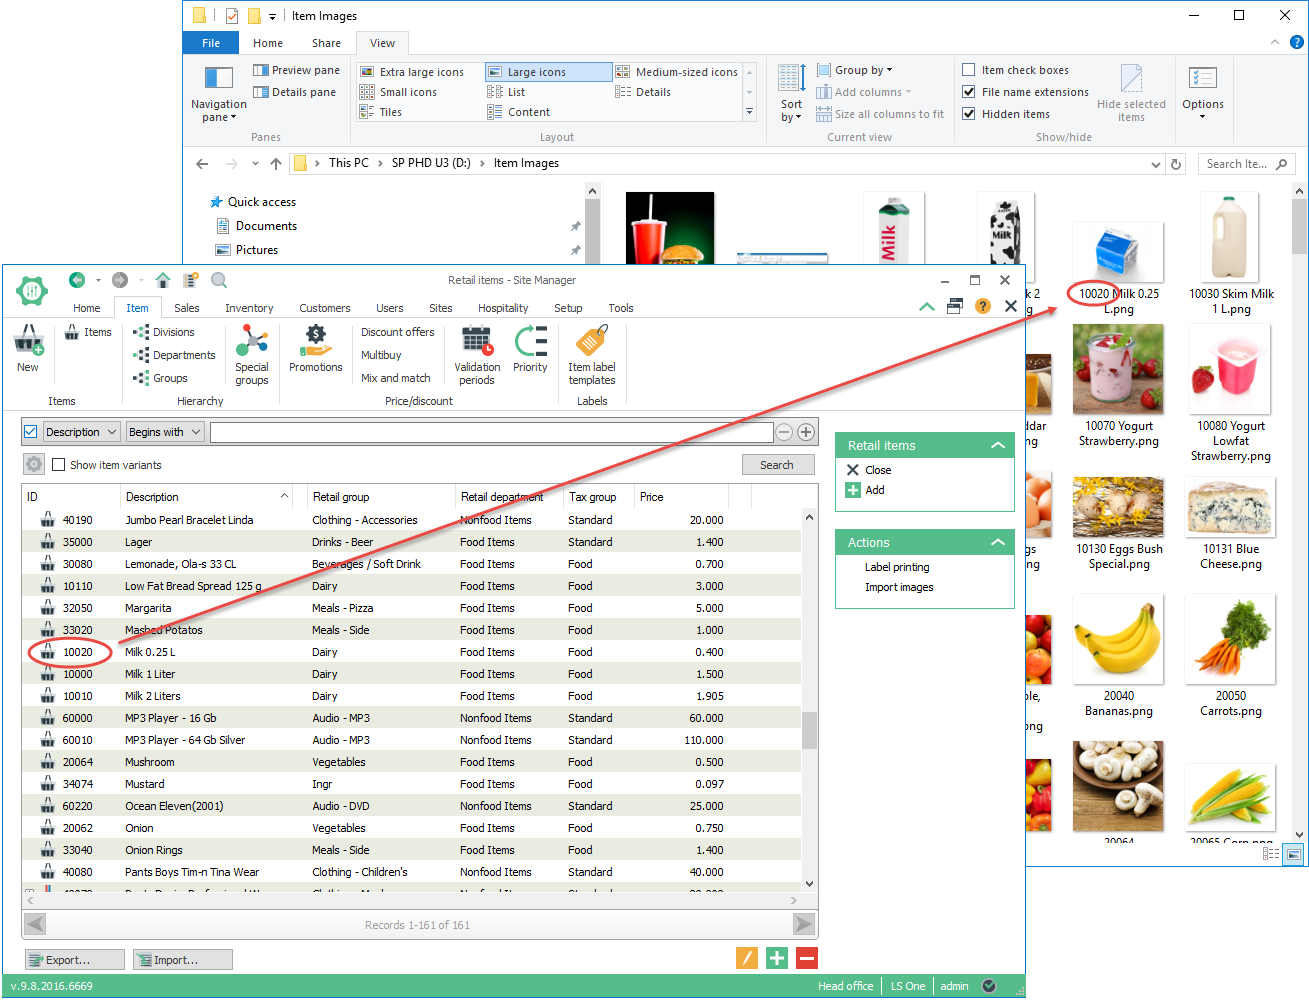 Item Images
File Home Share View
Navigation pane
Preview pane
Details pane
Panes
Extra large icons Large icons Medium-sized icons
Small icons List Details
Tiles Content
Layout
Sort by
Group by
Add columns
Size all columns to fit
Current view
Item check boxes
File name extensions
Hidden items
Hide selected items
Show/hide
Options
This PC > SP PHD U3 (D:) > Item Images
Search Ite...
Quick access
Documents
Pictures
10020 Milk 0.25
L.png
10030 Skim Milk
1 L.png
10070 Yogurt
Strawberry.png
10080 Yogurt
Lowfat
Strawberry.png
10130 Eggs Bush
Special.png
10131 Blue
Cheese.png
20040
Bananas.png
20050
Carrots.png
20064
20065 Corn.png
Retail items - Site Manager
Home Item Sales Inventory Customers Users Sites Hospitality Setup Tools
New
Items
Items
Divisions
Departments
Groups
Special groups
Hierarchy
Promotions
Discount offers
Multibuy
Mix and match
Validation periods
Priority
Price/discount
Item label templates
Labels
Description Begins with
Show item variants
Search
ID Description Retail group Retail department Tax group Price
40190 Jumbo Pearl Bracelet Linda Clothing - Accessories Nonfood Items Standard 20.000
35000 Lager Drinks - Beer Food Items Standard 1.400
30080 Lemonade, Ola-s 33 CL Beverages / Soft Drink Food Items Food 0.700
10110 Low Fat Bread Spread 125 g Dairy Food Items Food 3.000
32050 Margarita Meals - Pizza Food Items Food 5.000
33020 Mashed Potatos Meals - Side Food Items Food 1.000
10020 Milk 0.25 L Dairy Food Items Food 0.400
10000 Milk 1 Liter Dairy Food Items Food 1.500
10010 Milk 2 Liters Dairy Food Items Food 1.905
60000 MP3 Player - 16 Gb Audio - MP3 Nonfood Items Standard 60.000
60010 MP3 Player - 64 Gb Silver Audio - MP3 Nonfood Items Standard 110.000
20064 Mushroom Vegetables Food Items Food 0.500
34074 Mustard Ingr Food Items Food 0.097
60220 Ocean Eleven(2001) Audio - DVD Nonfood Items Standard 25.000
20062 Onion Vegetables Food Items Food 0.750
33040 Onion Rings Meals - Side Food Items Food 1.400
40080 Pants Boys Tim-n Tina Wear Clothing - Children's Nonfood Items Standard 40.000
Records 1-161 of 161
Export... Import...
Retail items
Close
Add
Actions
Label printing
Import images
v.9.8.2016.6669
Head office LS One admin